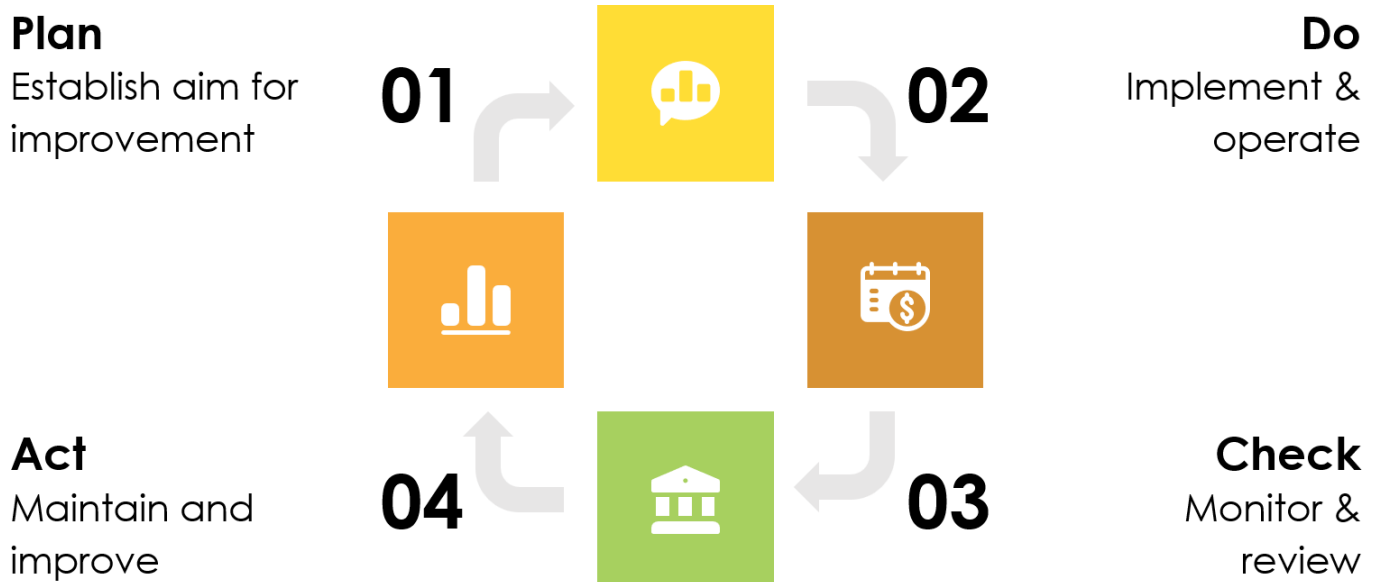 Plan
Establish aim for
improvement
01
02
Do
Implement &
operate
$
Act
Maintain and
improve
04
03
Check
Monitor &
review